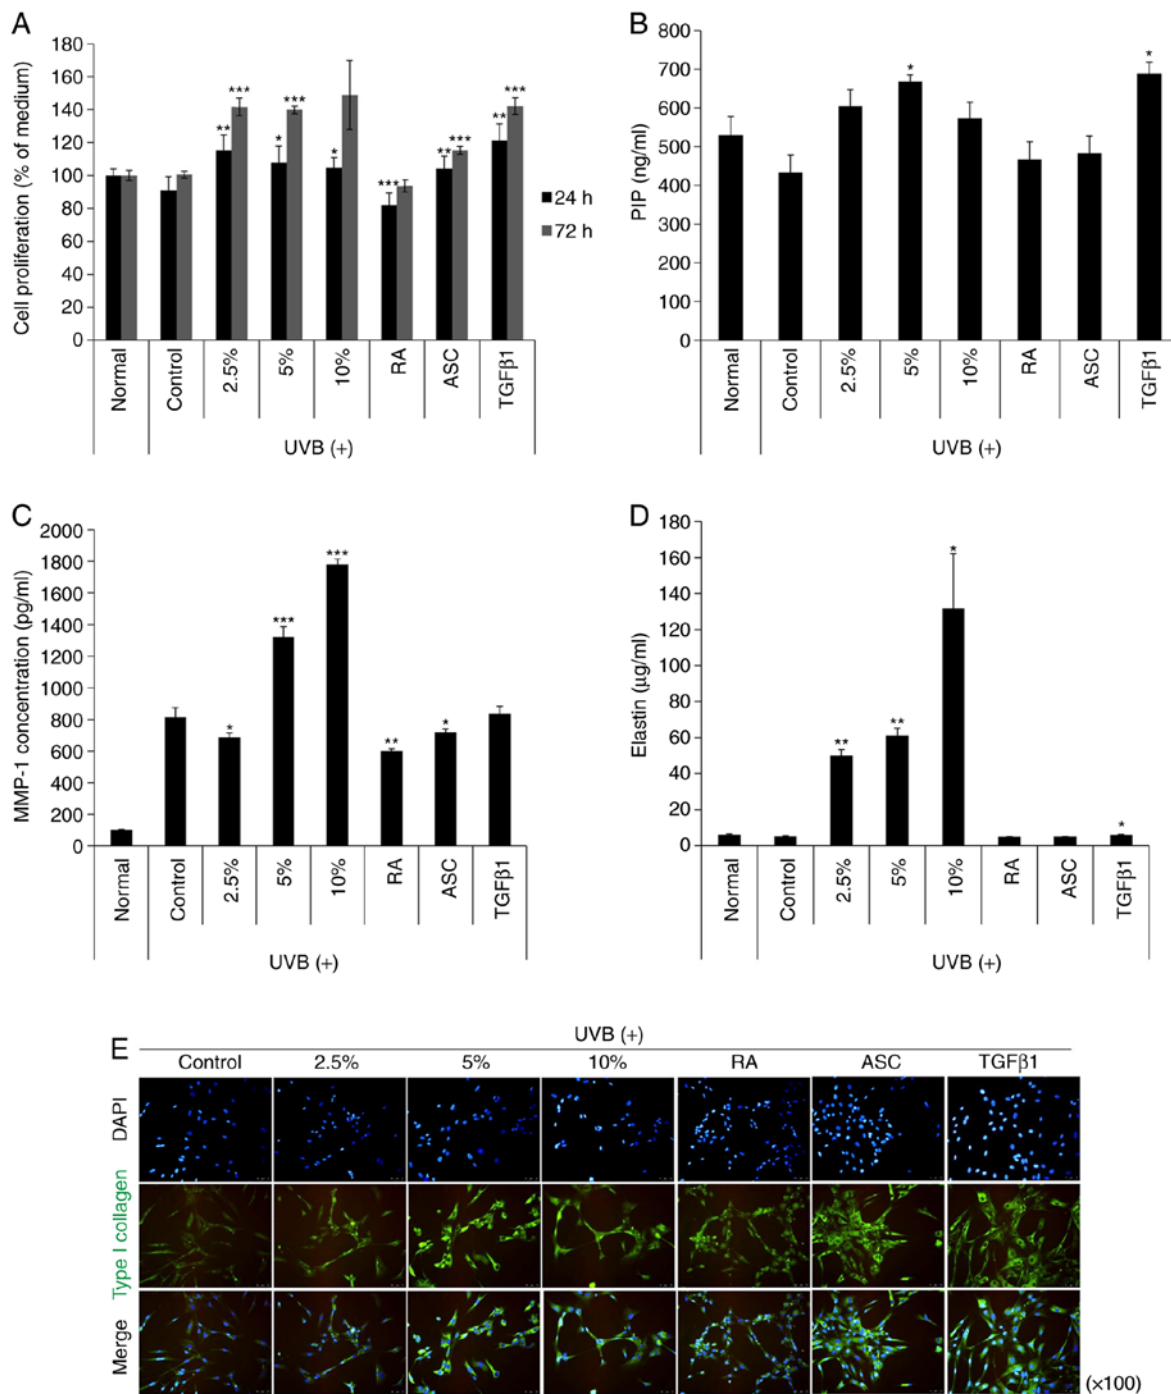 A
Cell proliferation (% of medium)
180
160
140
120
100
80
60
40
20
0
*** ***
** * *
*** ** ***
** ***
24 h
72 h
Normal Control 2.5% 5% 10% RA ASC TGFβ1
UVB (+)
B
PIP (ng/ml)
800
700
600
500
400
300
200
100
0
* *
Normal Control 2.5% 5% 10% RA ASC TGFβ1
UVB (+)
C
MMP-1 concentration (pg/ml)
2000
1800
1600
1400
1200
1000
800
600
400
200
0
* *** *** ** *
Normal Control 2.5% 5% 10% RA ASC TGFβ1
UVB (+)
D
Elastin (µg/ml)
180
160
140
120
100
80
60
40
20
0
** ** * *
Normal Control 2.5% 5% 10% RA ASC TGFβ1
UVB (+)
E
UVB (+)
Control 2.5% 5% 10% RA ASC TGFβ1
DAPI
Type I collagen
Merge
(×100)